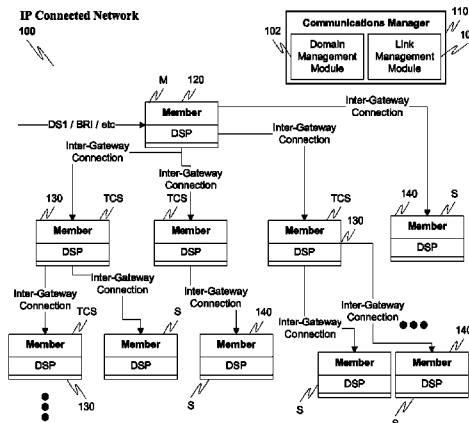 IP Connected Network
100
Communications Manager
110
102
Domain Management Module
Link Management Module
10
M
120
Member
DSP
DS1 / BRI / etc
Inter-Gateway Connection
Inter-Gateway Connection
Inter-Gateway Connection
Inter-Gateway Connection
130
TCS
Member
DSP
TCS
Member
DSP
TCS
130
Member
DSP
140
S
Member
DSP
Inter-Gateway Connection
Inter-Gateway Connection
Inter-Gateway Connection
Inter-Gateway Connection
Inter-Gateway Connection
TCS
Member
DSP
130
S
Member
DSP
140
Member
DSP
S
Member
DSP
S
140
Member
DSP
S